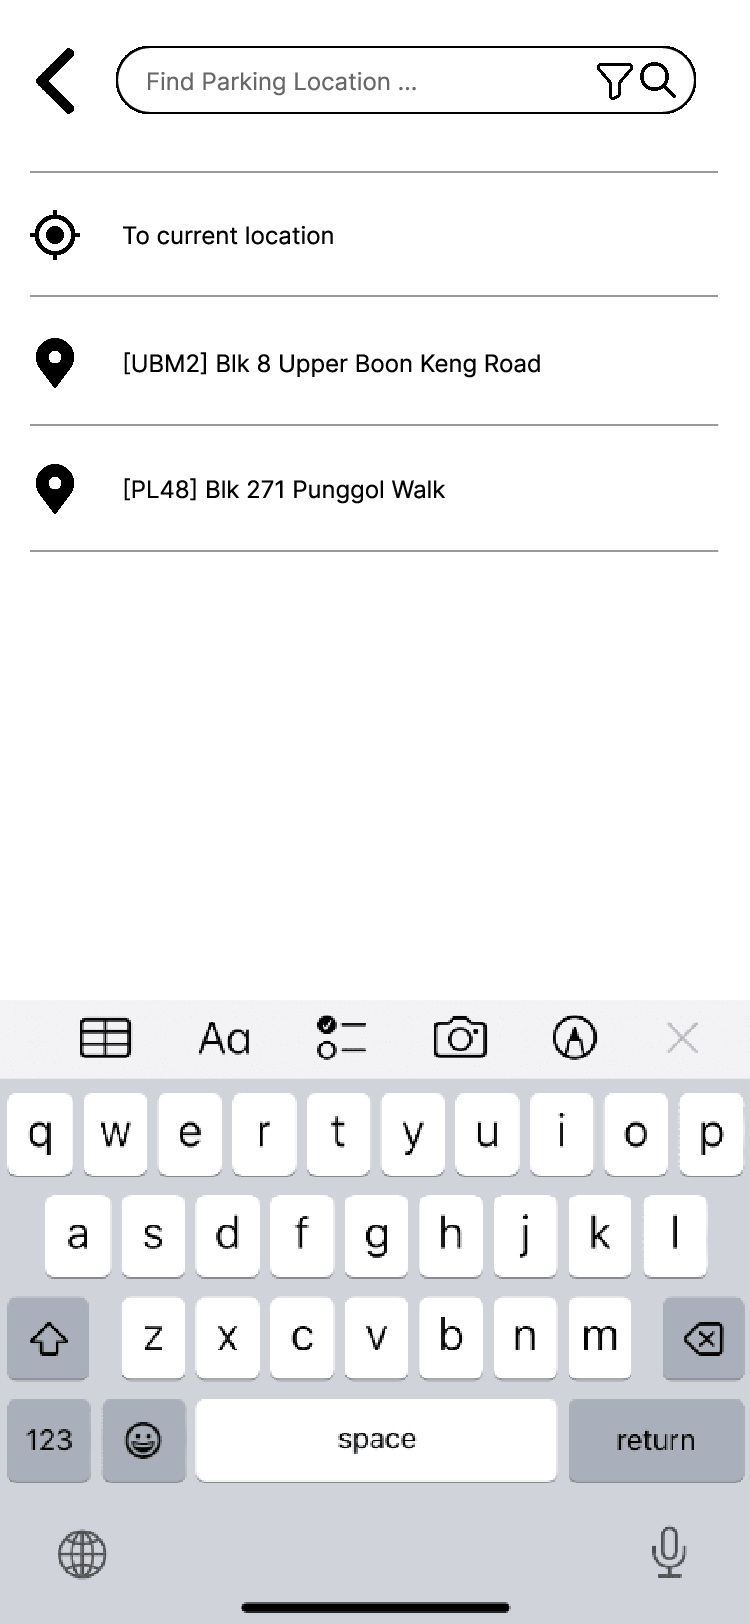 Find Parking Location ...
To current location
[UBM2] Blk 8 Upper Boon Keng Road
[PL48] Blk 271 Punggol Walk
Aa
q w e r t y u i o p
a s d f g h j k l
z x c v b n m
123 space return